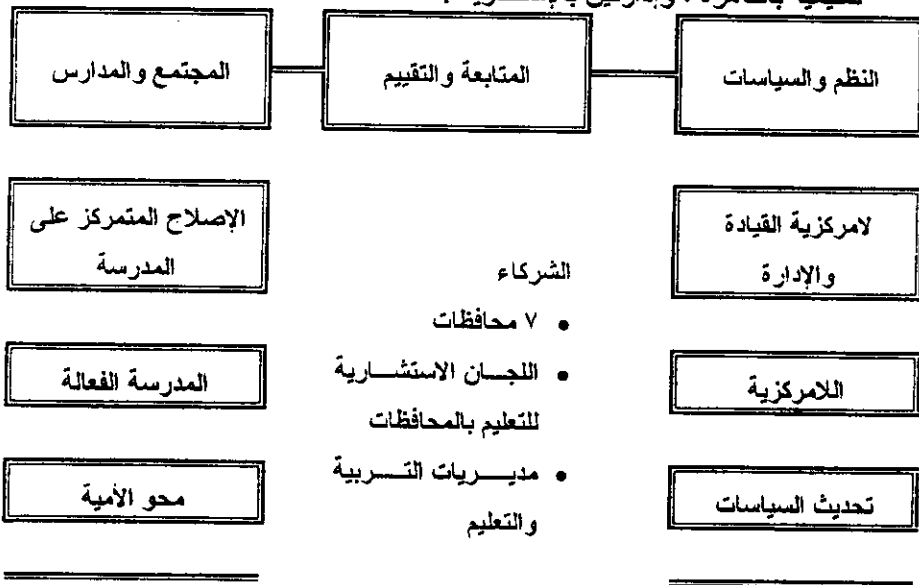 النظم والسياسات
المتابعة والتقييم
المجتمع والمدارس
لامركزية القيادة
والإدارة
اللامركزية
تحديث السياسات
الشركاء
• ٧ محافظات
• اللجان الاستشارية
للتعليم بالمحافظات
• مديريات التربية
والتعليم
الإصلاح المتمركز على
المدرسة
المدرسة الفعالة
محو الأمية